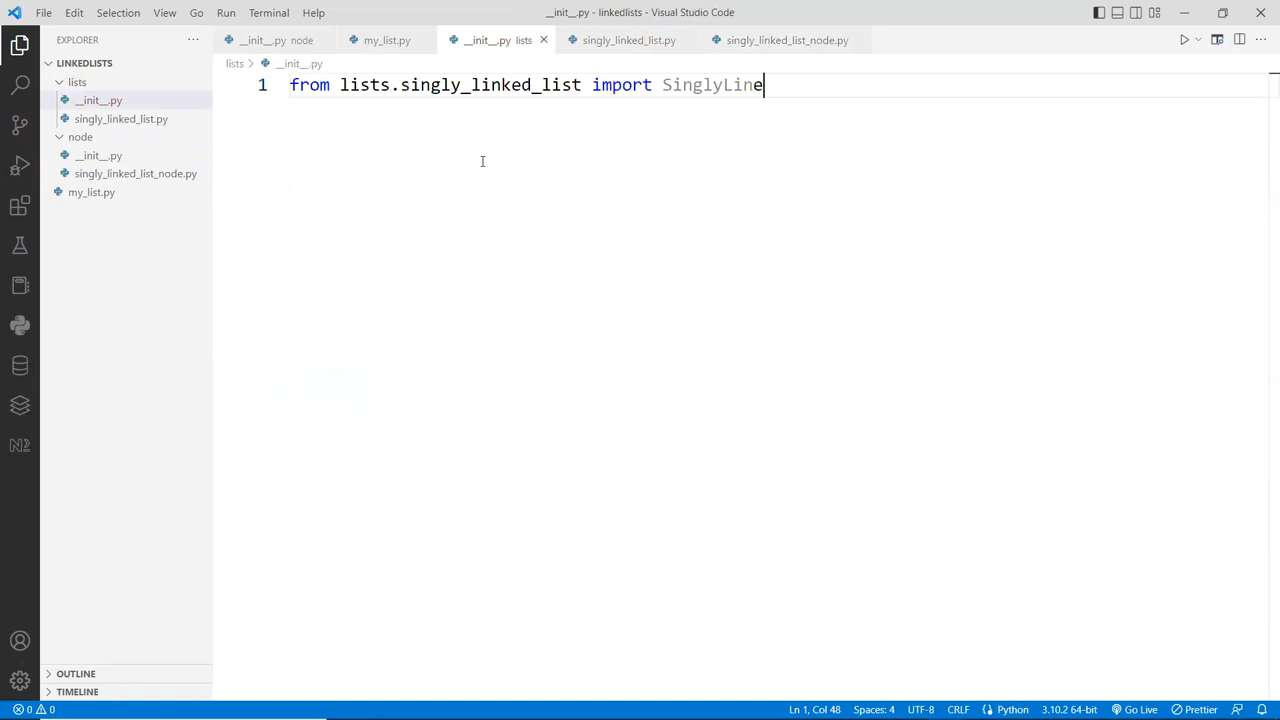 File Edit Selection View Go Run Terminal Help
__init__.py - linkedlists - Visual Studio Code
EXPLORER
__init__.py node
my_list.py
__init__.py lists
singly_linked_list.py
singly_linked_list_node.py
LINKEDLISTS
lists
__init__.py
singly_linked_list.py
node
__init__.py
singly_linked_list_node.py
my_list.py
lists > __init__.py
1 from lists.singly_linked_list import SinglyLine
OUTLINE
TIMELINE
0 0
Ln 1, Col 48 Spaces: 4 UTF-8 CRLF Python 3.10.2 64-bit Go Live Prettier